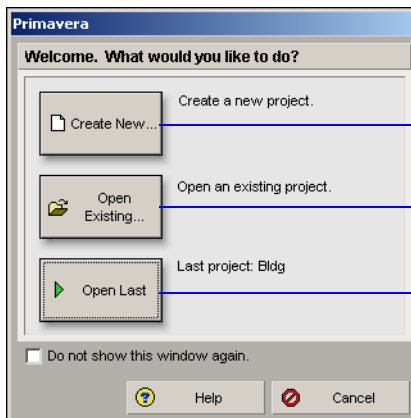 Primavera
Welcome. What would you like to do?
Create New...
Create a new project.
Open
Existing...
Open an existing project.
Open Last
Last project: Bldg
Do not show this window again.
Help
Cancel